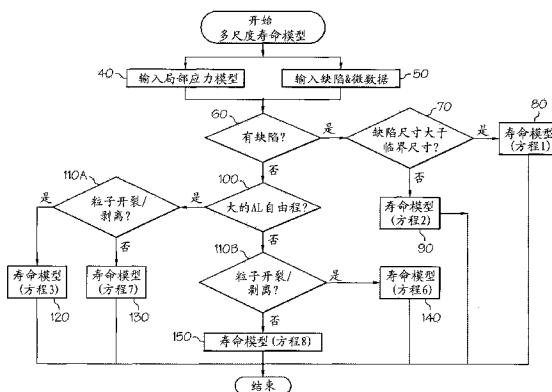 开始
多尺度寿命模型
40
输入局部应力模型
输入缺陷&微数据
50
60
有缺陷?
是
70
缺陷尺寸大于
临界尺寸?
是
80
寿命模型
(方程1)
否
否
寿命模型
(方程2)
90
100
大的AL自由程?
是
110A
粒子开裂/
剥离?
是
否
否
寿命模型
(方程3)
120
寿命模型
(方程7)
130
110B
粒子开裂/
剥离?
是
寿命模型
(方程6)
140
否
150
寿命模型(方程8)
结束